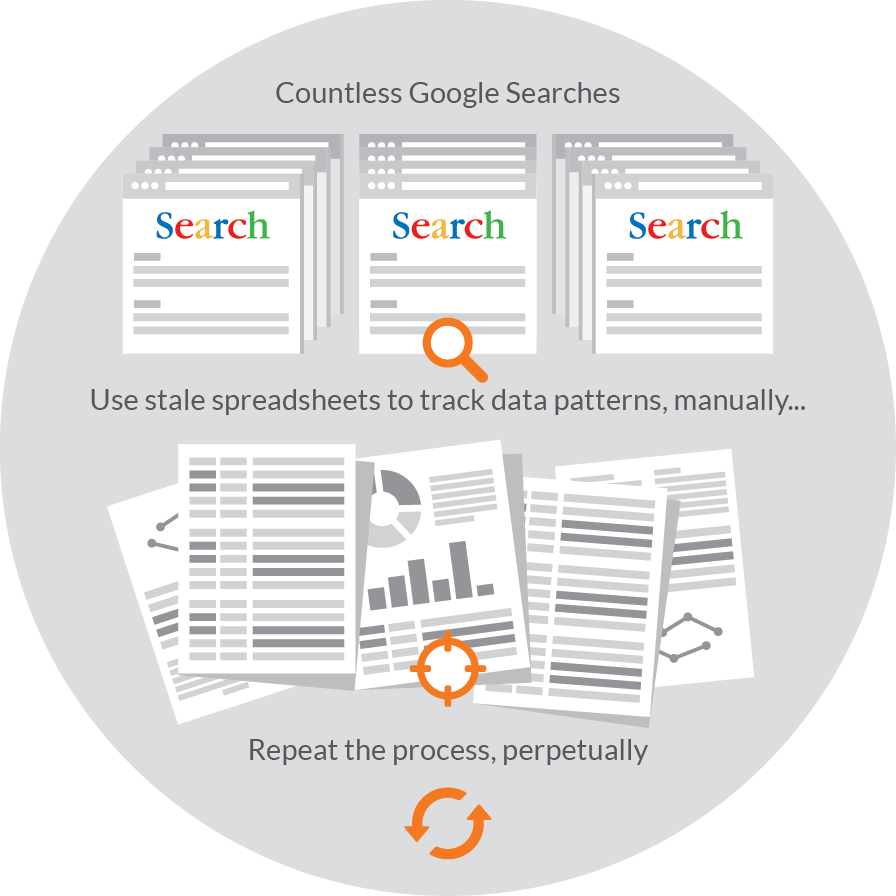 Countless Google Searches
Search Search Search
Use stale spreadsheets to track data patterns, manually...
Repeat the process, perpetually